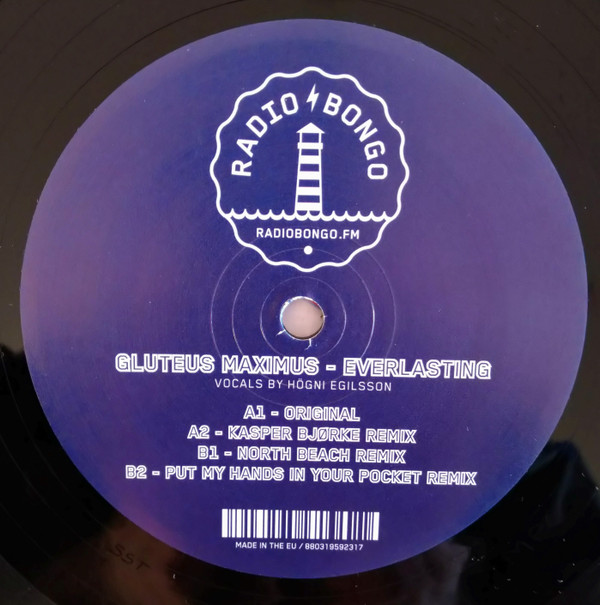 RADIO BONGO
RADIOBONGO.FM
GLUTEUS MAXIMUS - EVERLASTING
VOCALS BY HÖGNI EGILSSON
A1 - ORIGINAL
A2 - KASPER BJØRKE REMIX
B1 - NORTH BEACH REMIX
B2 - PUT MY HANDS IN YOUR POCKET REMIX
MADE IN THE EU / 880319592317